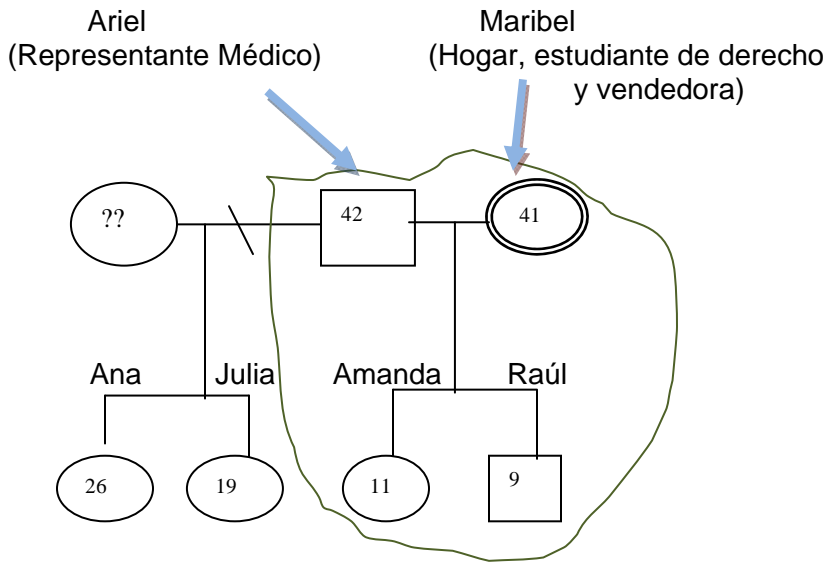 Ariel
(Representante Médico)
Maribel
(Hogar, estudiante de derecho
y vendedora)
??
42
41
Ana
Julia
Amanda
Raúl
26
19
11
9